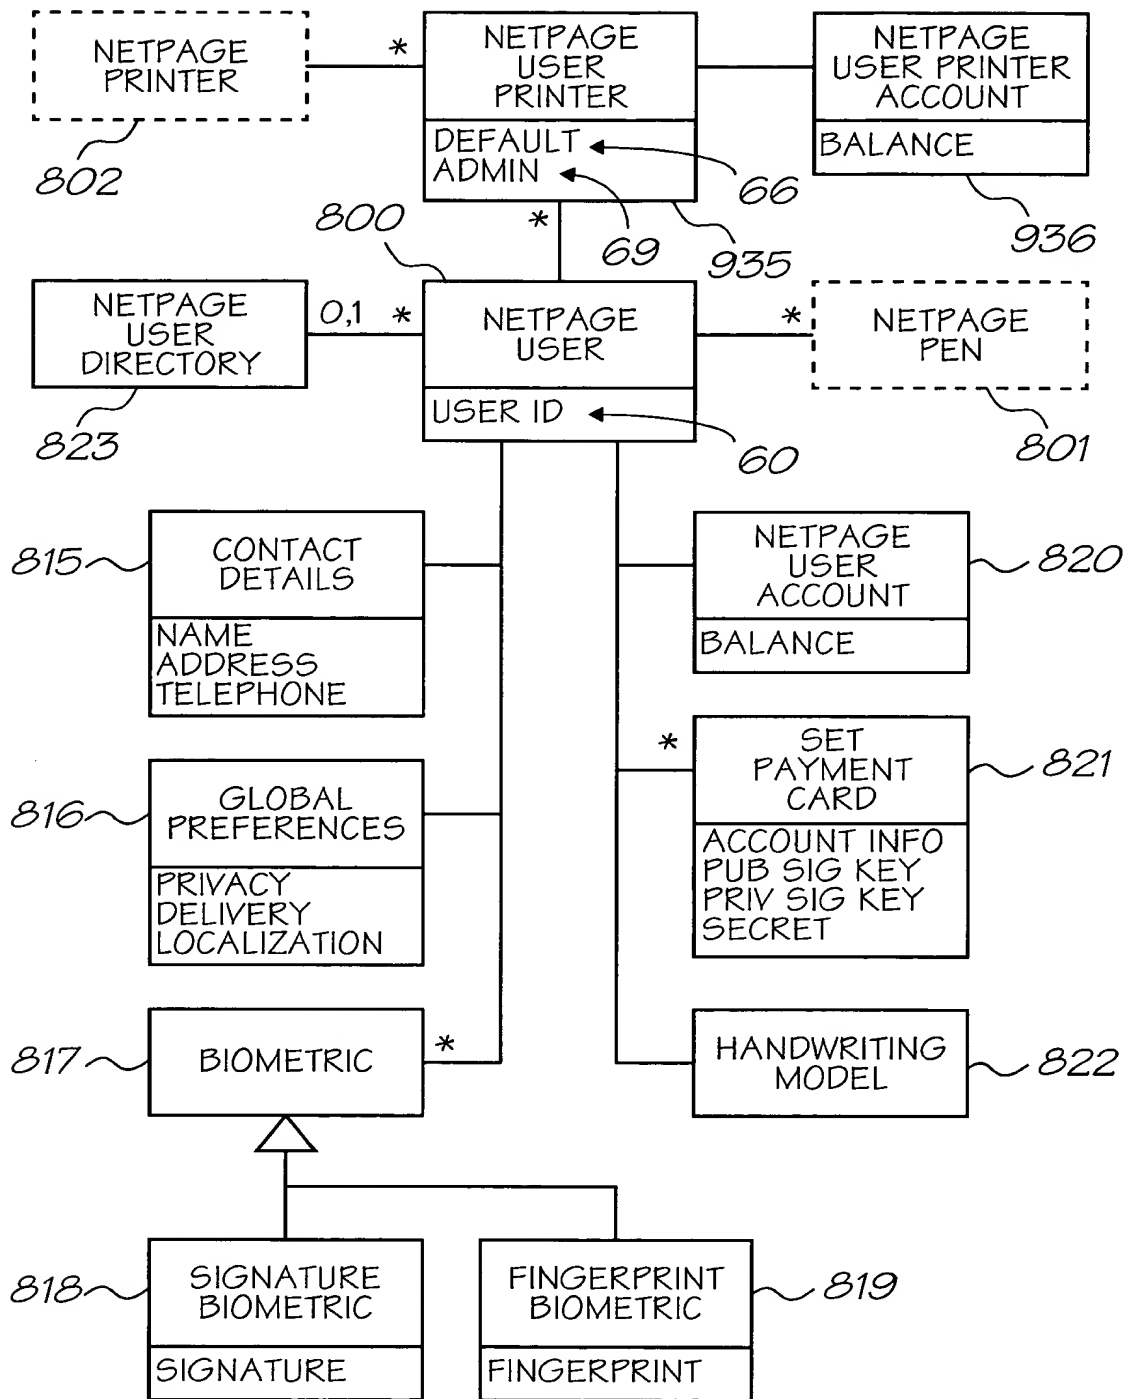 NETPAGE
PRINTER
802
*
NETPAGE
USER
PRINTER
DEFAULT
ADMIN
66
69
935
*
NETPAGE
USER PRINTER
ACCOUNT
BALANCE
936
800
NETPAGE
USER
DIRECTORY
823
0,1
*
NETPAGE
USER
USER ID
60
*
NETPAGE
PEN
801
815
CONTACT
DETAILS
NAME
ADDRESS
TELEPHONE
NETPAGE
USER
ACCOUNT
BALANCE
820
816
GLOBAL
PREFERENCES
PRIVACY
DELIVERY
LOCALIZATION
*
SET
PAYMENT
CARD
ACCOUNT INFO
PUB SIG KEY
PRIV SIG KEY
SECRET
821
817
BIOMETRIC
*
HANDWRITING
MODEL
822
818
SIGNATURE
BIOMETRIC
SIGNATURE
FINGERPRINT
BIOMETRIC
FINGERPRINT
819